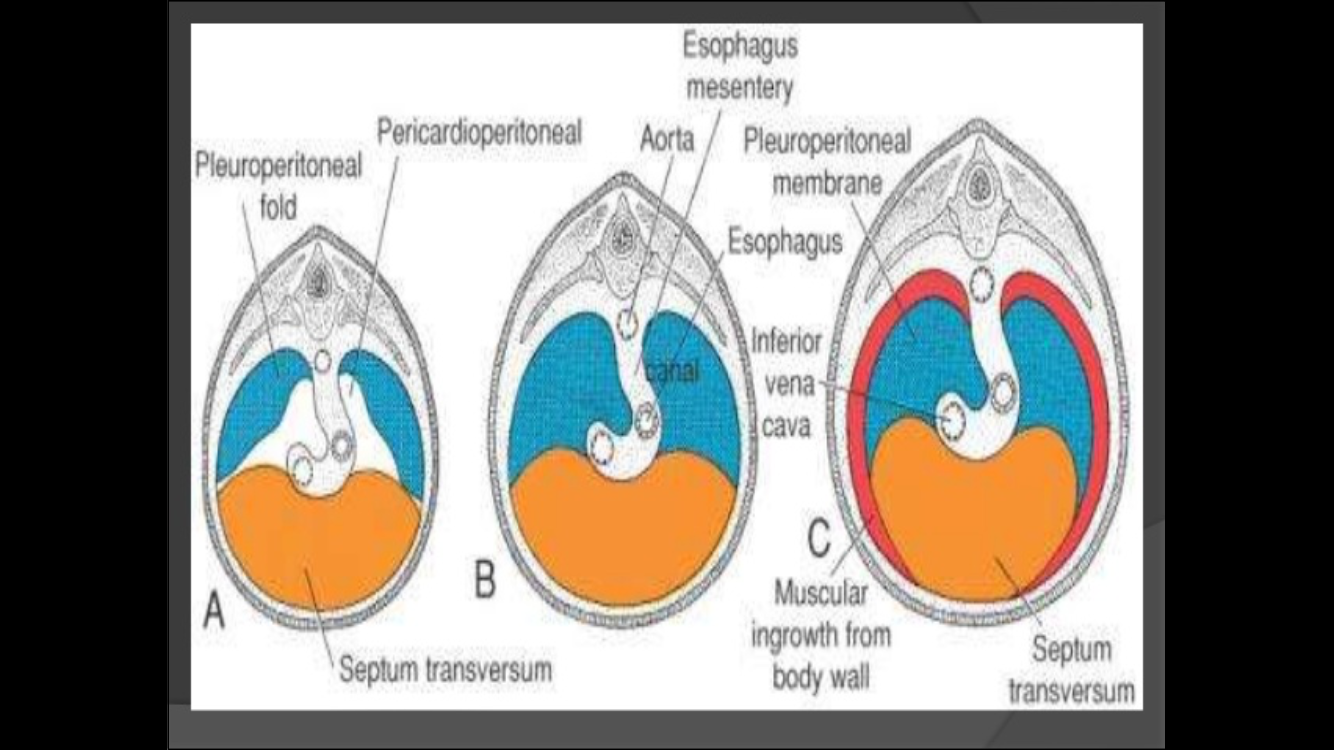 Pleuroperitoneal
fold
Pericardioperitoneal
A
Septum transversum
Esophagus
mesentery
Aorta
Esophagus
canal
B
Pleuroperitoneal
membrane
Inferior
vena
cava
C
Muscular
ingrowth from
body wall
Septum
transversum